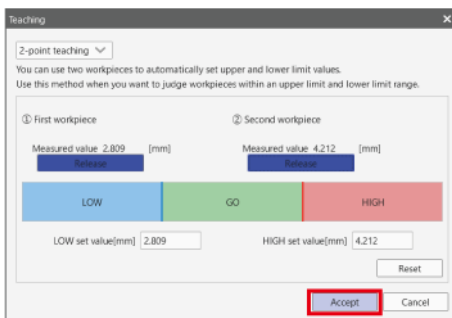 Teaching
2-point teaching
You can use two workpieces to automatically set upper and lower limit values.
Use this method when you want to judge workpieces within an upper limit and lower limit range.
① First workpiece ② Second workpiece
Measured value 2.809 [mm] Measured value 4.212 [mm]
Release Release
LOW GO HIGH
LOW set value[mm] 2.809 HIGH set value[mm] 4.212
Reset
Accept Cancel